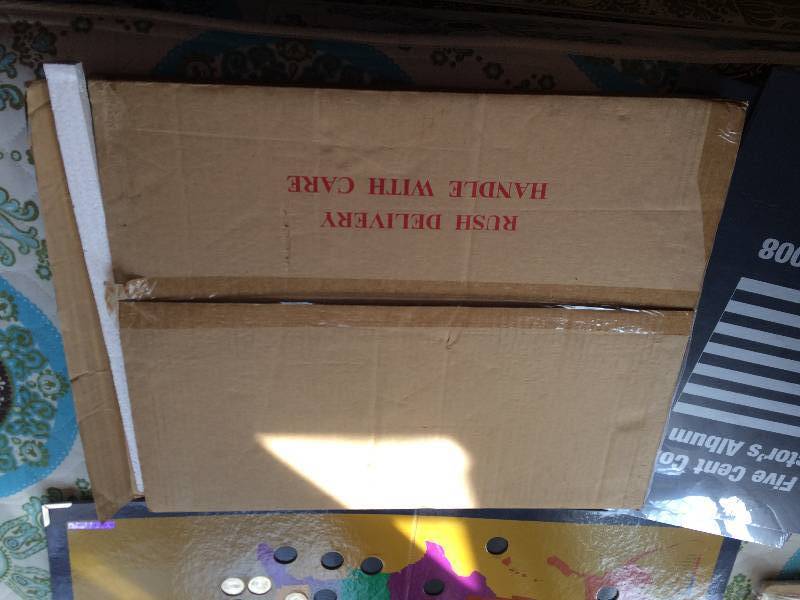 RUSH DELIVERY
HANDLE WITH CARE
008
Five Cent Co
ctor's Album